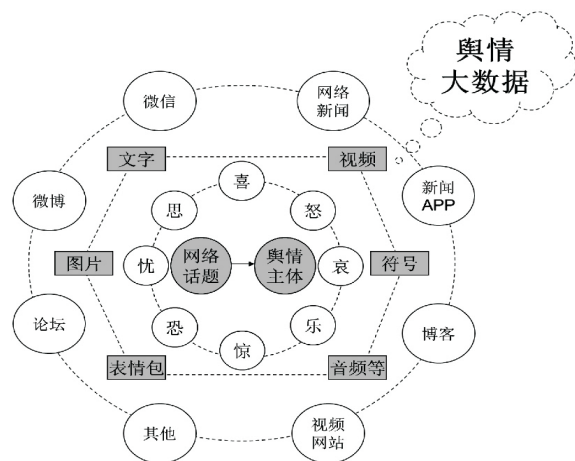 舆情
大数据
微信
网络
新闻
文字
视频
喜
思
怒
微博
新闻
APP
图片
忧
网络
话题
舆情
主体
哀
符号
论坛
恐
惊
乐
博客
表情包
音频等
其他
视频
网站